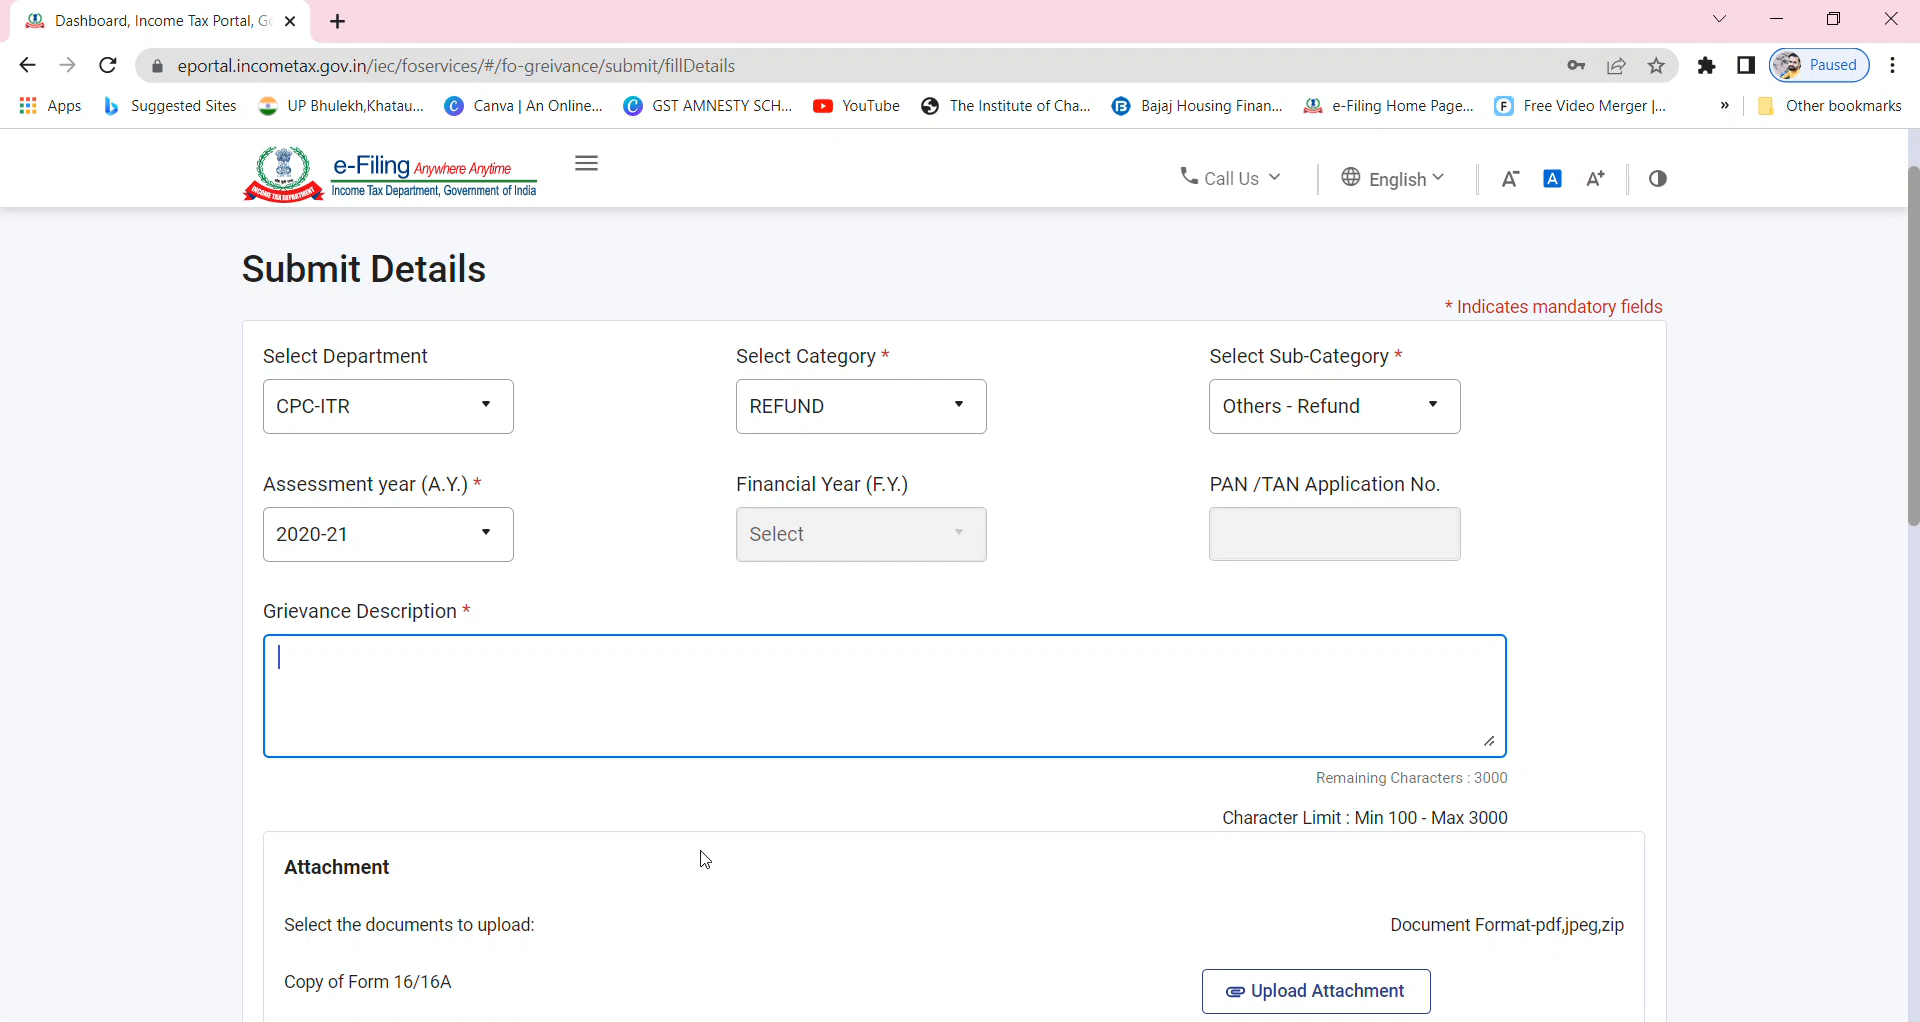 Dashboard, Income Tax Portal, Go
eportal.incometax.gov.in/iec/foservices/#/fo-greivance/submit/fillDetails
Paused
Apps
Suggested Sites
UP Bhulekh,Khatau...
Canva | An Online...
GST AMNESTY SCH...
YouTube
The Institute of Cha...
Bajaj Housing Finan...
e-Filing Home Page...
Free Video Merger |...
»
Other bookmarks
INCOME TAX DEPARTMENT
e-Filing Anywhere Anytime
Income Tax Department, Government of India
Call Us
English
A-
A
A+
Submit Details
* Indicates mandatory fields
Select Department
Select Category *
Select Sub-Category *
CPC-ITR
REFUND
Others - Refund
Assessment year (A.Y.) *
Financial Year (F.Y.)
PAN /TAN Application No.
2020-21
Select
Grievance Description *
Remaining Characters : 3000
Character Limit : Min 100 - Max 3000
Attachment
Select the documents to upload:
Document Format-pdf,jpeg,zip
Copy of Form 16/16A
Upload Attachment